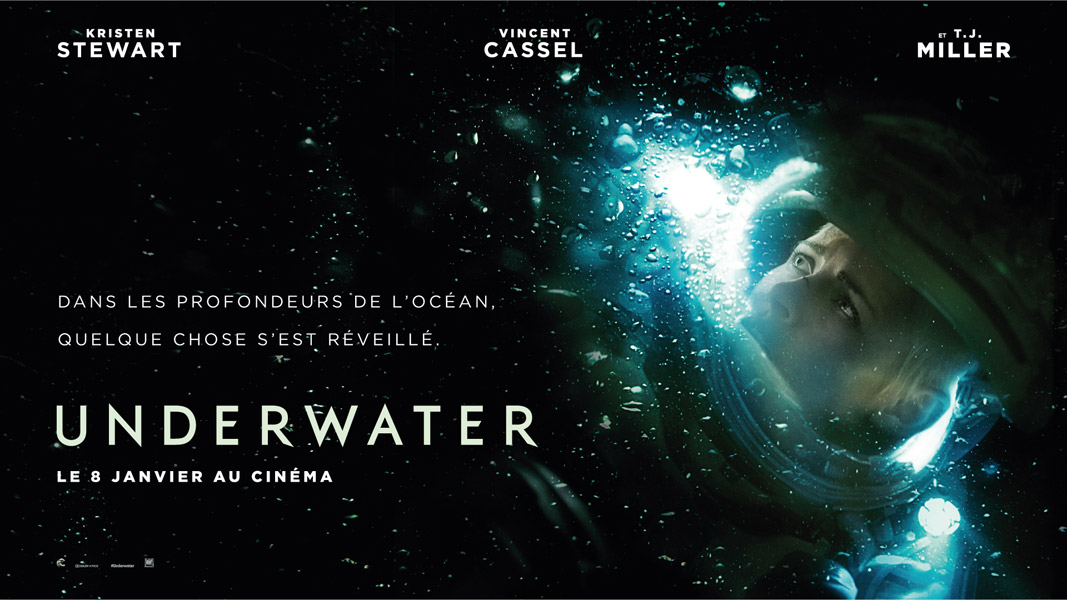 KRISTEN
STEWART
VINCENT
CASSEL
ET T.J.
MILLER
DANS LES PROFONDEURS DE L'OCÉAN,
QUELQUE CHOSE S'EST RÉVEILLÉ.
UNDERWATER
LE 8 JANVIER AU CINÉMA
#Underwater